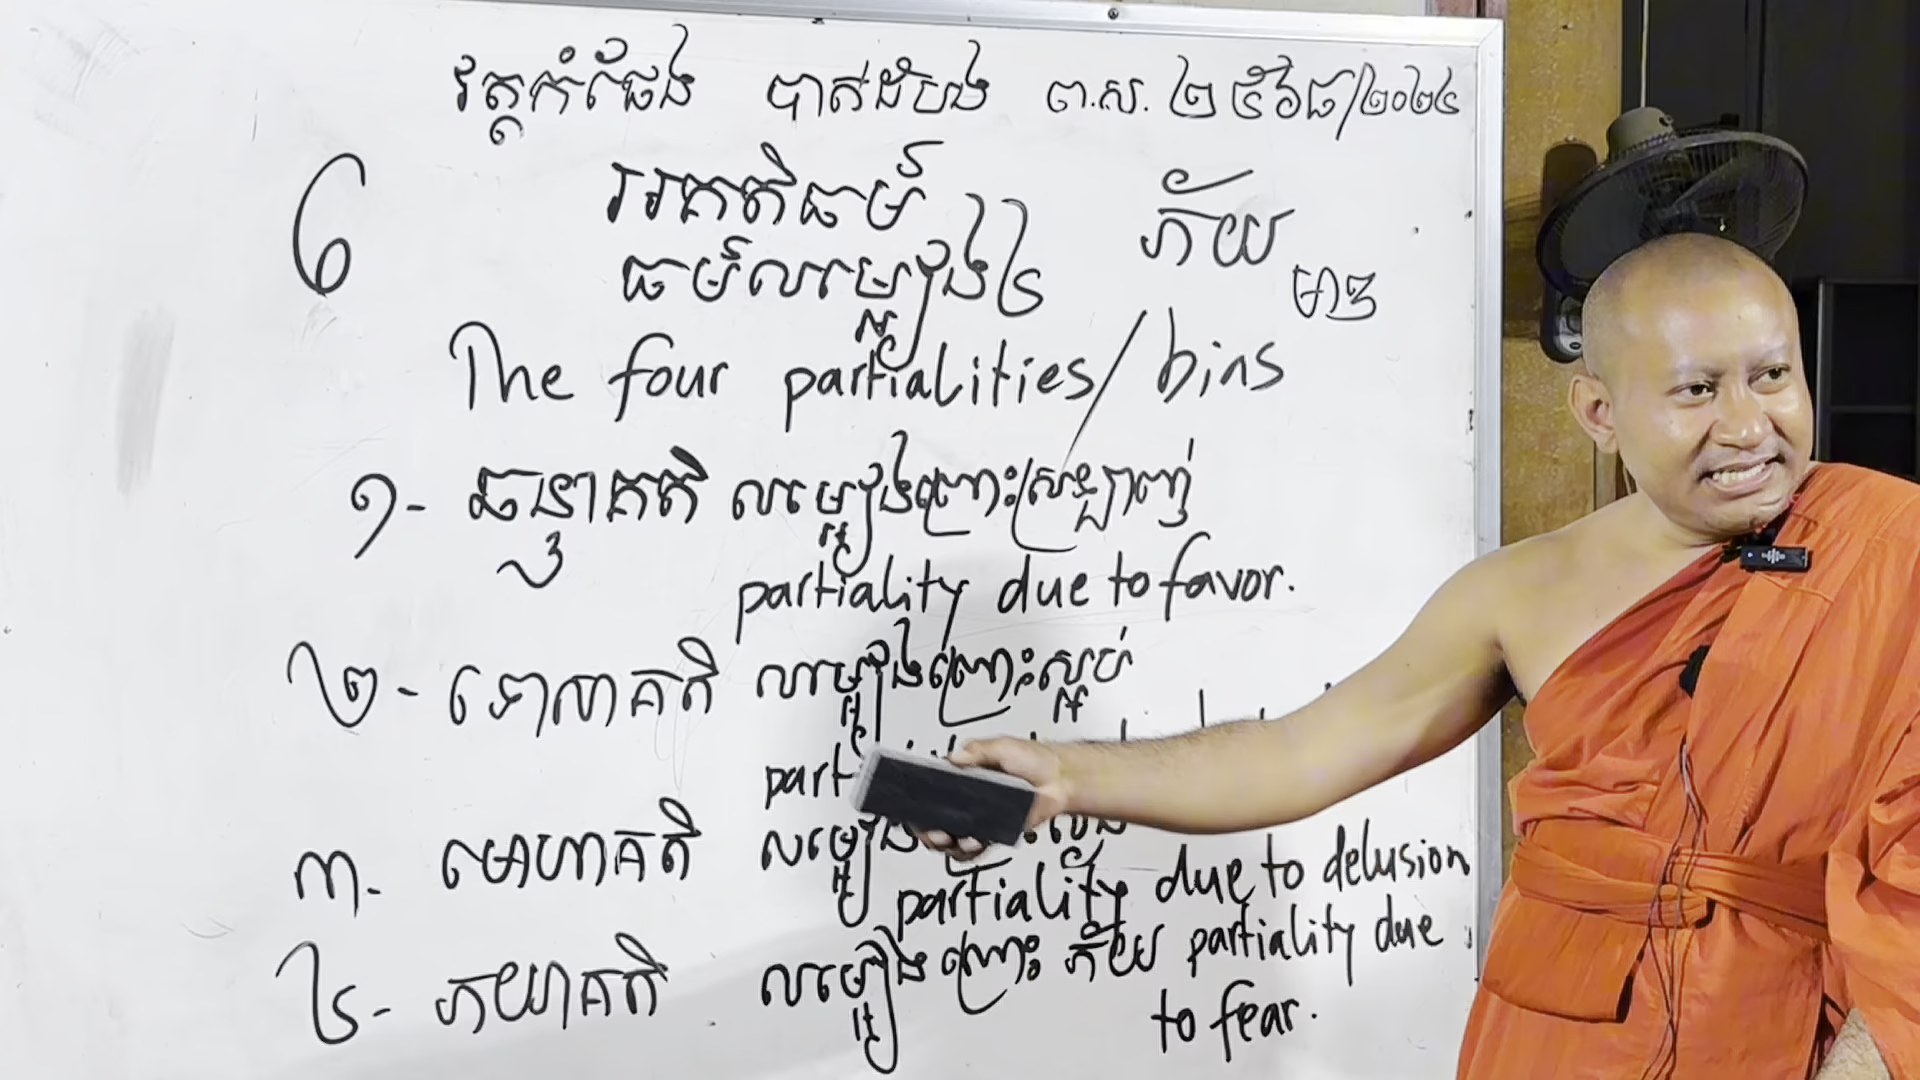 វត្តកំផែង បាត់ដំបង ព.ស. ២៥៦៨/២០២៤
៦
អគតិធម៌
ធម៌លម្អៀង៤
ភ័យ
មាឌ
The four partialities/bias
១- ឆន្ទាគតិ លម្អៀងព្រោះស្រឡាញ់
partiality due to favor.
២- ទោសាគតិ លម្អៀងព្រោះស្អប់
៣- មោហាគតិ
partiality due to delusion
៤- ភយាគតិ លម្អៀងព្រោះ ភ័យ partiality due
to fear.